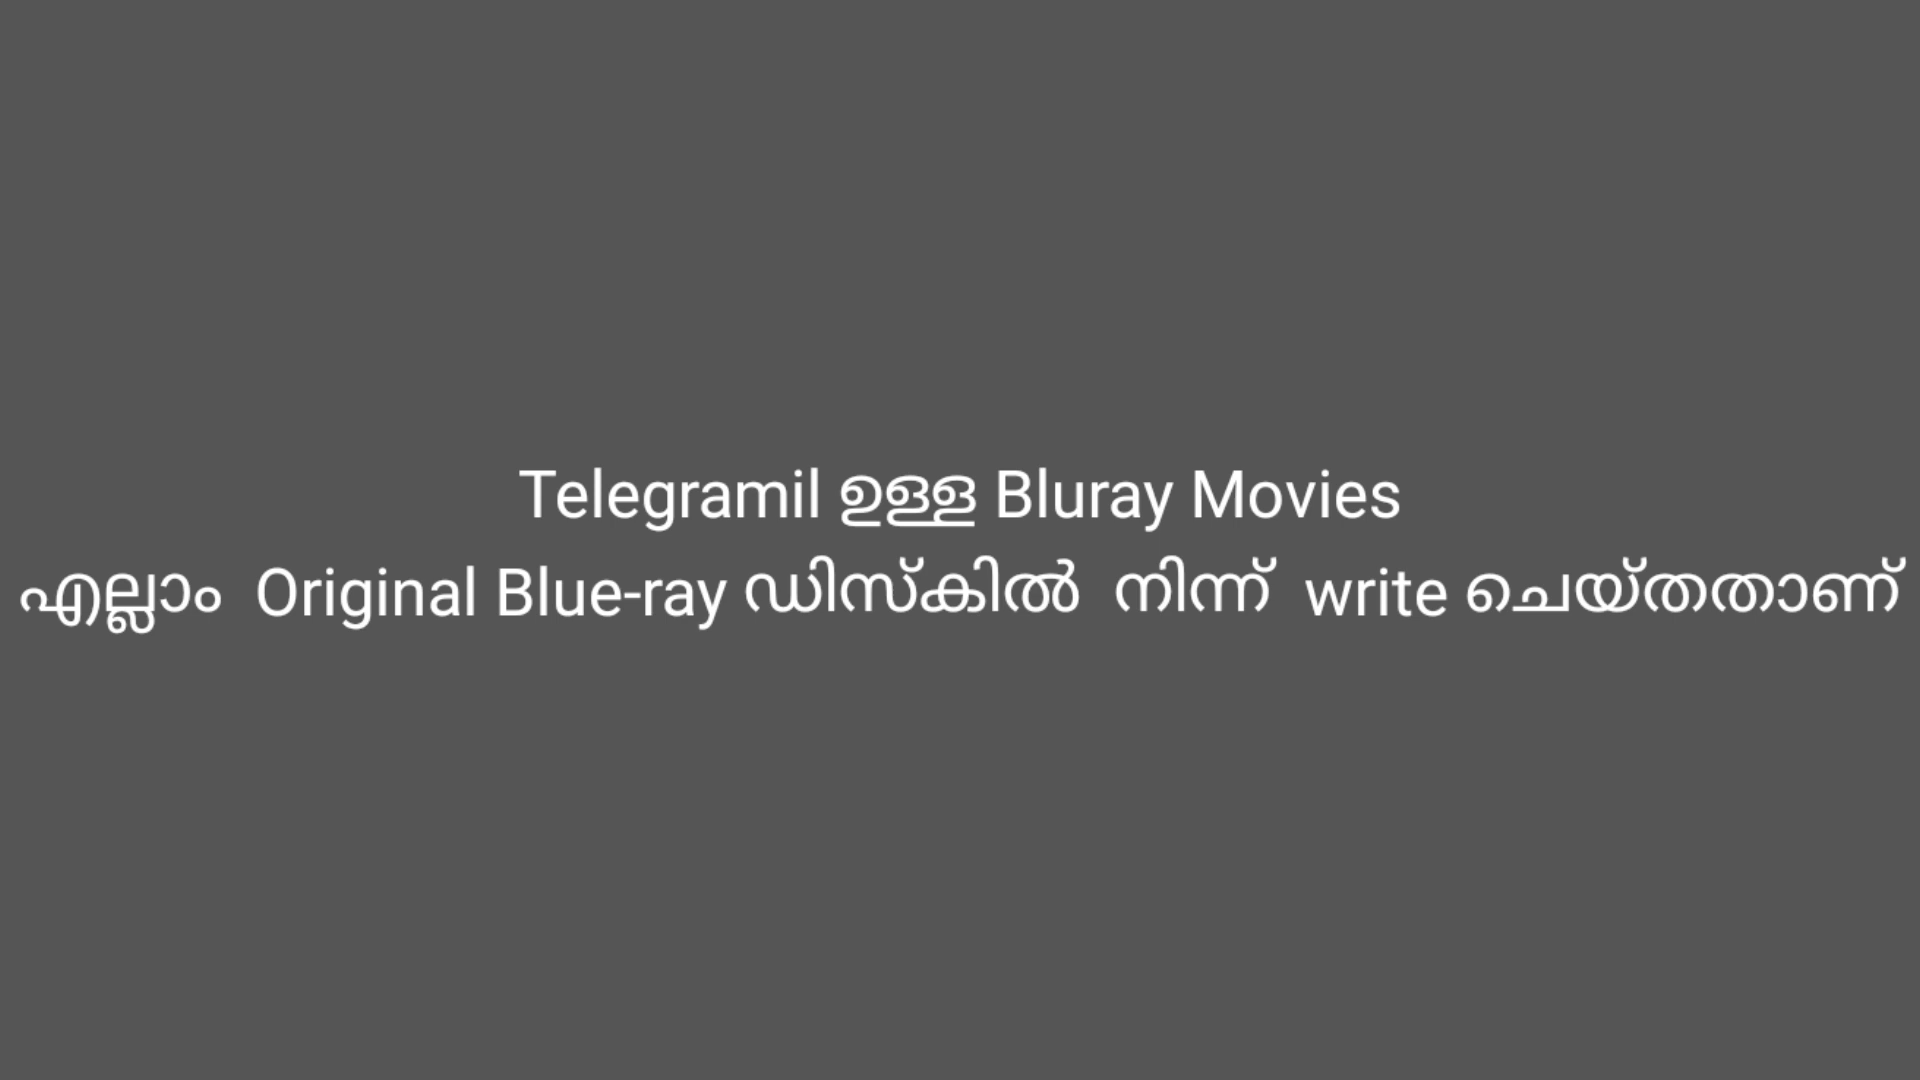 Telegramil ഉള്ള Bluray Movies
എല്ലാം Original Blue-ray ഡിസ്കിൽ നിന്ന് write ചെയ്തതാണ്